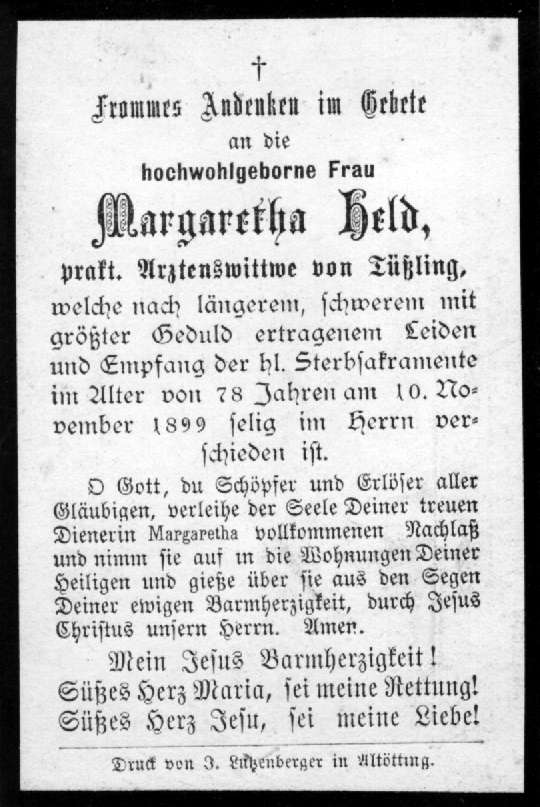 †
Frommes Andenken im Gebete
an die
hochwohlgeborne Frau
Margaretha Held,
prakt. Arztenswittwe von Tüßling,
welche nach längerem, schwerem mit
größter Geduld ertragenem Leiden
und Empfang der hl. Sterbsakramente
im Alter von 78 Jahren am 10. No-
vember 1899 selig im Herrn ver-
schieden ist.
O Gott, du Schöpfer und Erlöser aller
Gläubigen, verleihe der Seele Deiner treuen
Dienerin Margaretha vollkommenen Nachlaß
und nimm sie auf in die Wohnungen Deiner
Heiligen und gieße über sie aus den Segen
Deiner ewigen Barmherzigkeit, durch Jesus
Christus unsern Herrn. Amen.
Mein Jesus Barmherzigkeit!
Süßes Herz Maria, sei meine Rettung!
Süßes Herz Jesu, sei meine Liebe!
Druck von J. Lutzenberger in Altötting.